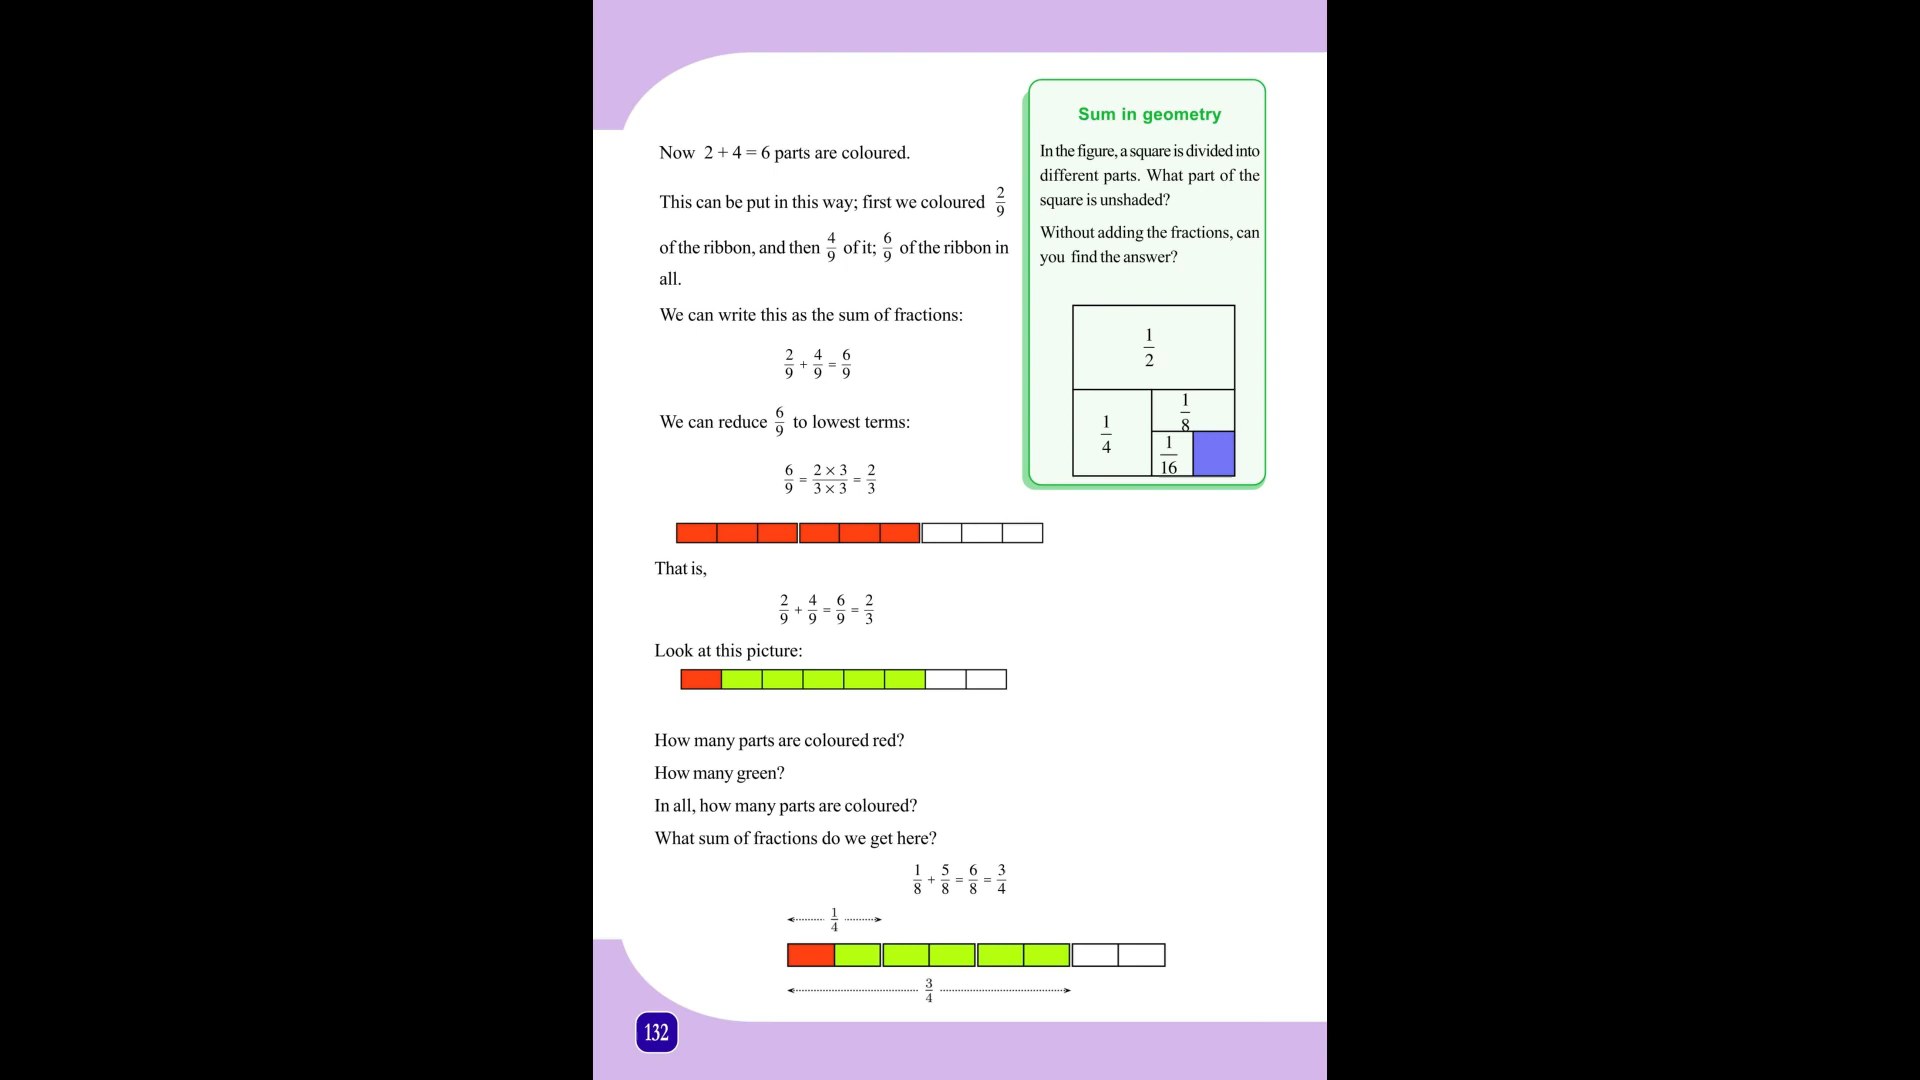 Now 2 + 4 = 6 parts are coloured.
This can be put in this way; first we coloured 2/9
of the ribbon, and then 4/9 of it; 6/9 of the ribbon in
all.
We can write this as the sum of fractions:
2/9 + 4/9 = 6/9
We can reduce 6/9 to lowest terms:
6/9 = 2 × 3/3 × 3 = 2/3
That is,
2/9 + 4/9 = 6/9 = 2/3
Look at this picture:
How many parts are coloured red?
How many green?
In all, how many parts are coloured?
What sum of fractions do we get here?
1/8 + 5/8 = 6/8 = 3/4
1/4
3/4
Sum in geometry
In the figure, a square is divided into
different parts. What part of the
square is unshaded?
Without adding the fractions, can
you find the answer?
1/2
1/4
1/8
1/16
132